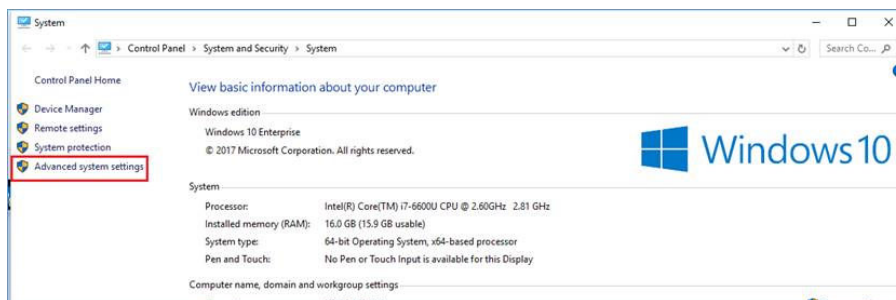 System
Control Panel > System and Security > System
Search Co...
Control Panel Home
Device Manager
Remote settings
System protection
Advanced system settings
View basic information about your computer
Windows edition
Windows 10 Enterprise
© 2017 Microsoft Corporation. All rights reserved.
Windows 10
System
Processor: Intel(R) Core(TM) i7-6600U CPU @ 2.60GHz 2.81 GHz
Installed memory (RAM): 16.0 GB (15.9 GB usable)
System type: 64-bit Operating System, x64-based processor
Pen and Touch: No Pen or Touch Input is available for this Display
Computer name, domain and workgroup settings